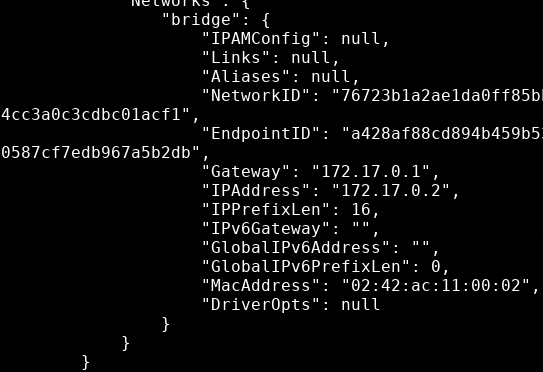 "Networks": {
"bridge": {
"IPAMConfig": null,
"Links": null,
"Aliases": null,
"NetworkID": "76723b1a2ae1da0ff85b
4cc3a0c3cdbc01acf1",
"EndpointID": "a428af88cd894b459b5
0587cf7edb967a5b2db",
"Gateway": "172.17.0.1",
"IPAddress": "172.17.0.2",
"IPPrefixLen": 16,
"IPv6Gateway": "",
"GlobalIPv6Address": "",
"GlobalIPv6PrefixLen": 0,
"MacAddress": "02:42:ac:11:00:02",
"DriverOpts": null
}
}
}